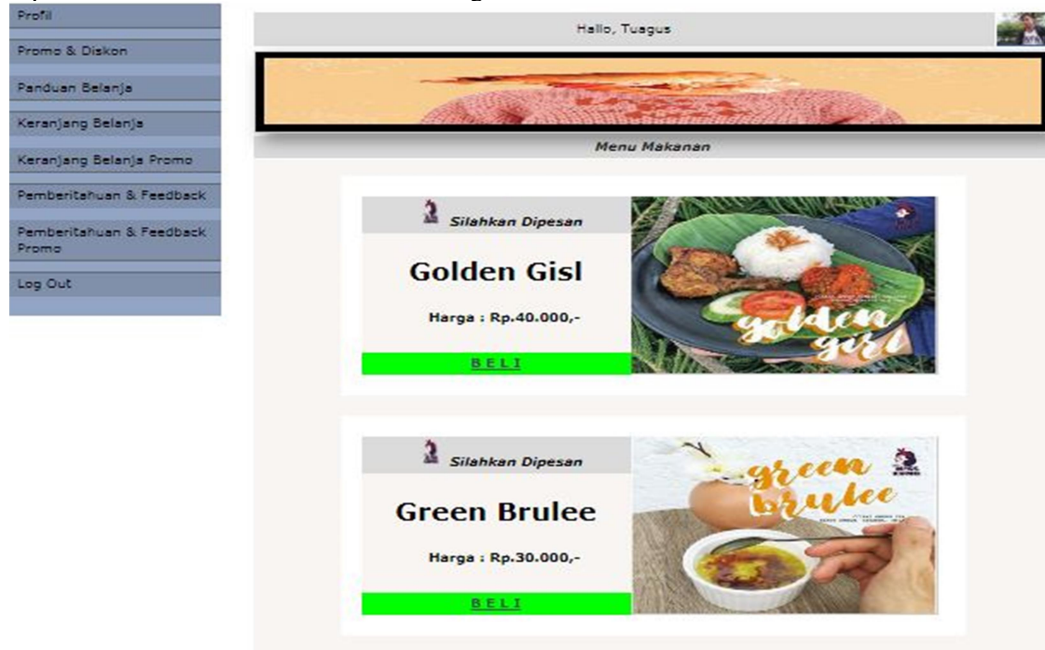 Profil
Promo & Diskon
Panduan Belanja
Keranjang Belanja
Keranjang Belanja Promo
Pemberitahuan & Feedback
Pemberitahuan & Feedback
Promo
Log Out
Hallo, Tuagus
Menu Makanan
Silahkan Dipesan
Golden Gisl
Harga : Rp.40.000,-
B E L I
golden
girl
Silahkan Dipesan
Green Brulee
Harga : Rp.30.000,-
B E L I
green
brulee